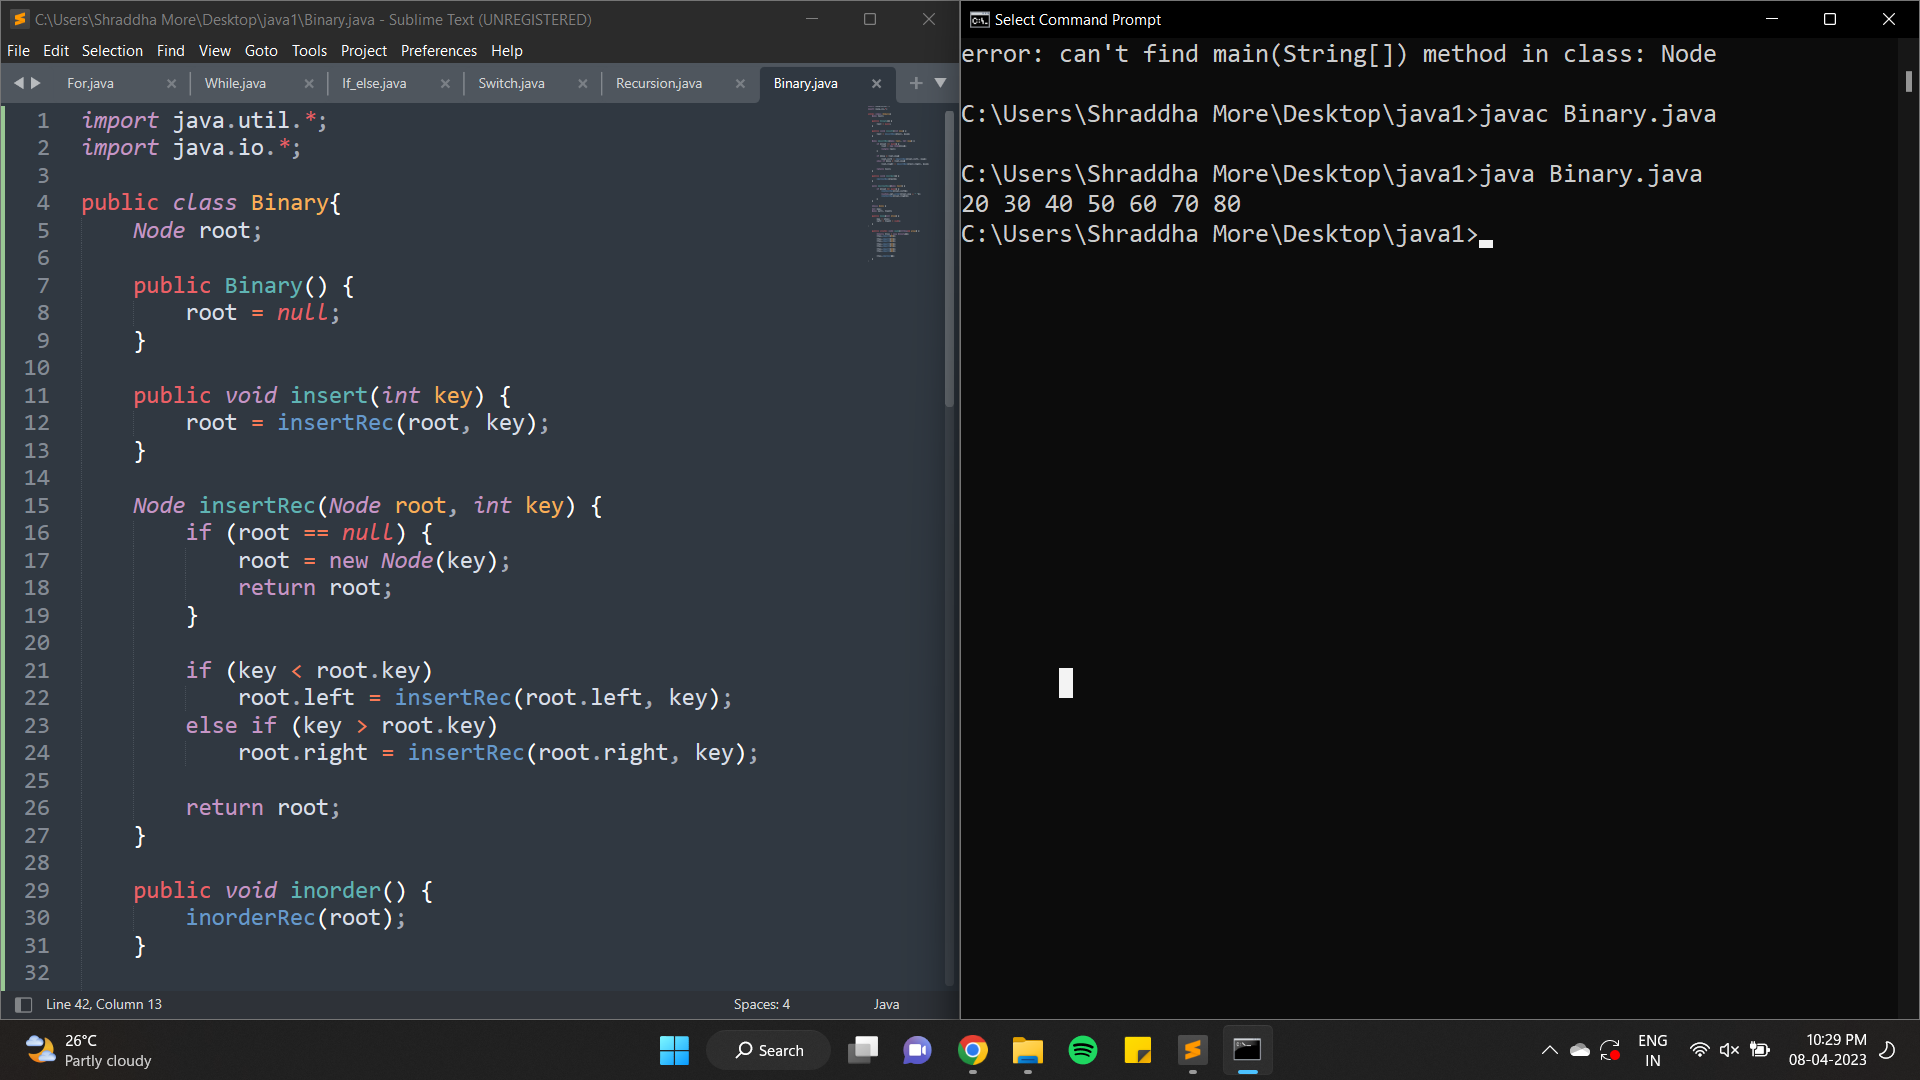 C:\Users\Shraddha More\Desktop\java1\Binary.java - Sublime Text (UNREGISTERED)
File Edit Selection Find View Goto Tools Project Preferences Help
For.java While.java If_else.java Switch.java Recursion.java Binary.java
1 import java.util.*;
2 import java.io.*;
3
4 public class Binary{
5     Node root;
6
7     public Binary() {
8         root = null;
9     }
10
11     public void insert(int key) {
12         root = insertRec(root, key);
13     }
14
15     Node insertRec(Node root, int key) {
16         if (root == null) {
17             root = new Node(key);
18             return root;
19         }
20
21         if (key < root.key)
22             root.left = insertRec(root.left, key);
23         else if (key > root.key)
24             root.right = insertRec(root.right, key);
25
26         return root;
27     }
28
29     public void inorder() {
30         inorderRec(root);
31     }
32
Line 42, Column 13 Spaces: 4 Java
Select Command Prompt
error: can't find main(String[]) method in class: Node
C:\Users\Shraddha More\Desktop\java1>javac Binary.java
C:\Users\Shraddha More\Desktop\java1>java Binary.java
20 30 40 50 60 70 80
C:\Users\Shraddha More\Desktop\java1>
26°C
Partly cloudy
Search
ENG
IN
10:29 PM
08-04-2023